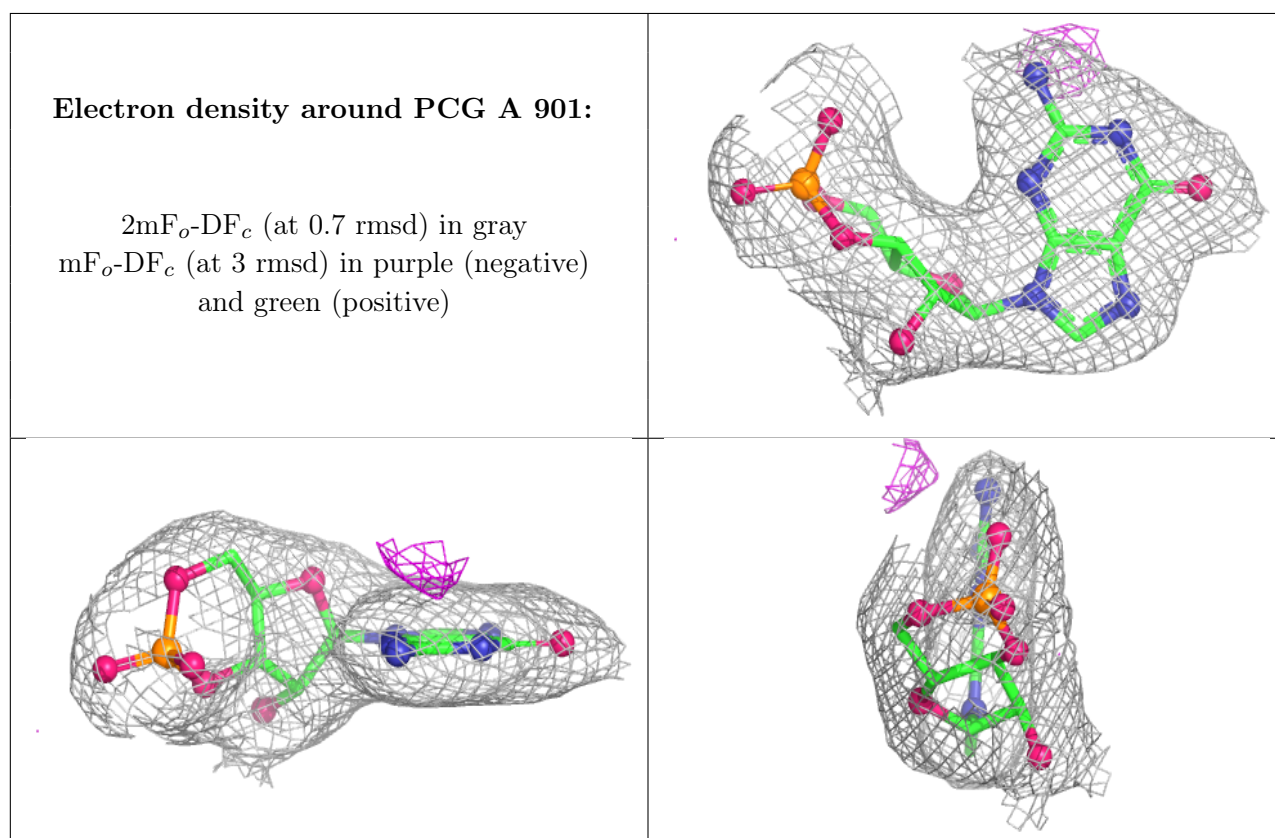 Electron density around PCG A 901:
2mFₒ-DF𝒸 (at 0.7 rmsd) in gray
mFₒ-DF𝒸 (at 3 rmsd) in purple (negative)
and green (positive)